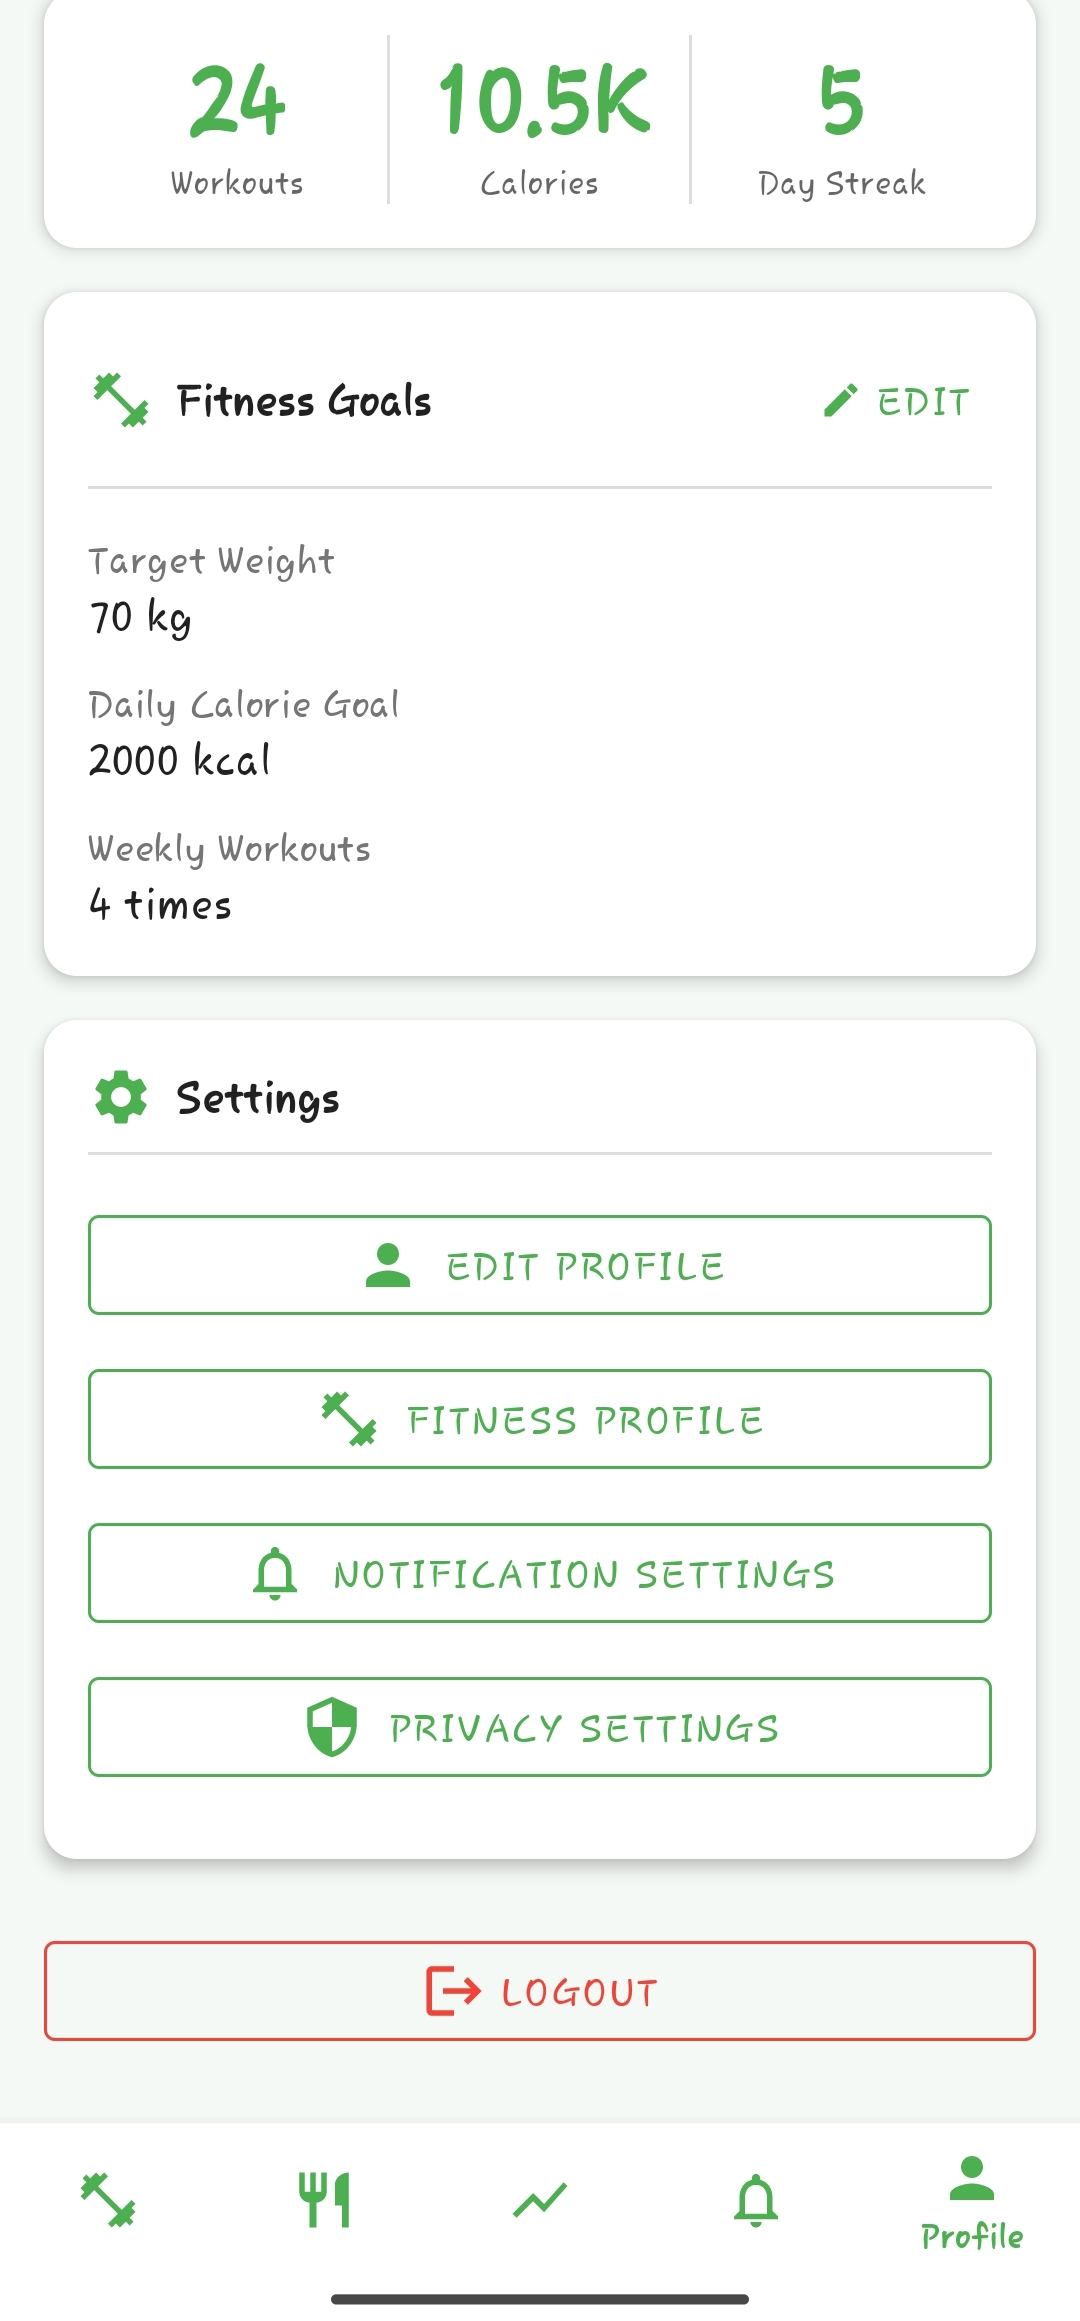 24 10.5K 5
Workouts Calories Day Streak
Fitness Goals EDIT
Target Weight
70 kg
Daily Calorie Goal
2000 kcal
Weekly Workouts
4 times
Settings
EDIT PROFILE
FITNESS PROFILE
NOTIFICATION SETTINGS
PRIVACY SETTINGS
LOGOUT
Profile